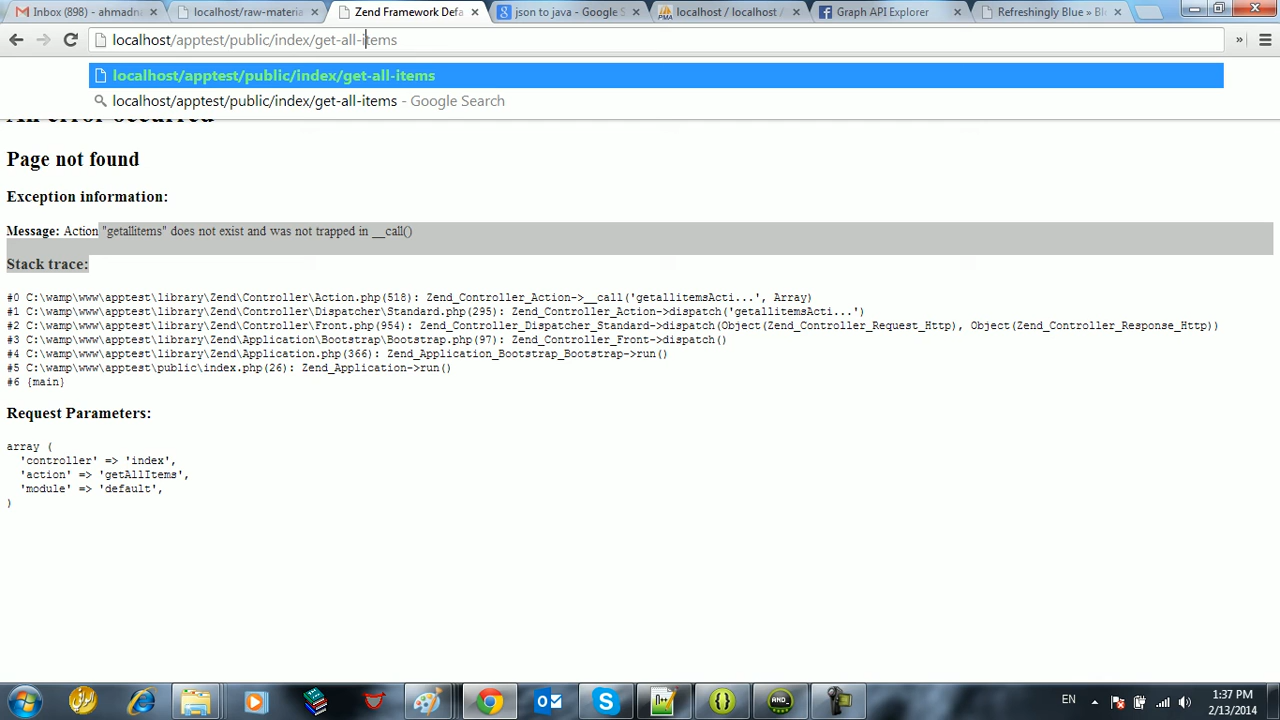 Inbox (898) - ahmadna
localhost/raw-materia
Zend Framework Defa
json to java - Google S
localhost / localhost /
Graph API Explorer
Refreshingly Blue » Bl
localhost/apptest/public/index/get-all-items
localhost/apptest/public/index/get-all-items
localhost/apptest/public/index/get-all-items - Google Search
An error occurred
Page not found
Exception information:
Message: Action "getallitems" does not exist and was not trapped in __call()
Stack trace:
#0 C:\wamp\www\apptest\library\Zend\Controller\Action.php(518): Zend_Controller_Action->__call('getallitemsActi...', Array)
#1 C:\wamp\www\apptest\library\Zend\Controller\Dispatcher\Standard.php(295): Zend_Controller_Action->dispatch('getallitemsActi...')
#2 C:\wamp\www\apptest\library\Zend\Controller\Front.php(954): Zend_Controller_Dispatcher_Standard->dispatch(Object(Zend_Controller_Request_Http), Object(Zend_Controller_Response_Http))
#3 C:\wamp\www\apptest\library\Zend\Application\Bootstrap\Bootstrap.php(97): Zend_Controller_Front->dispatch()
#4 C:\wamp\www\apptest\library\Zend\Application.php(366): Zend_Application_Bootstrap_Bootstrap->run()
#5 C:\wamp\www\apptest\public\index.php(26): Zend_Application->run()
#6 {main}
Request Parameters:
array (
'controller' => 'index',
'action' => 'getAllItems',
'module' => 'default',
)
EN
1:37 PM
2/13/2014